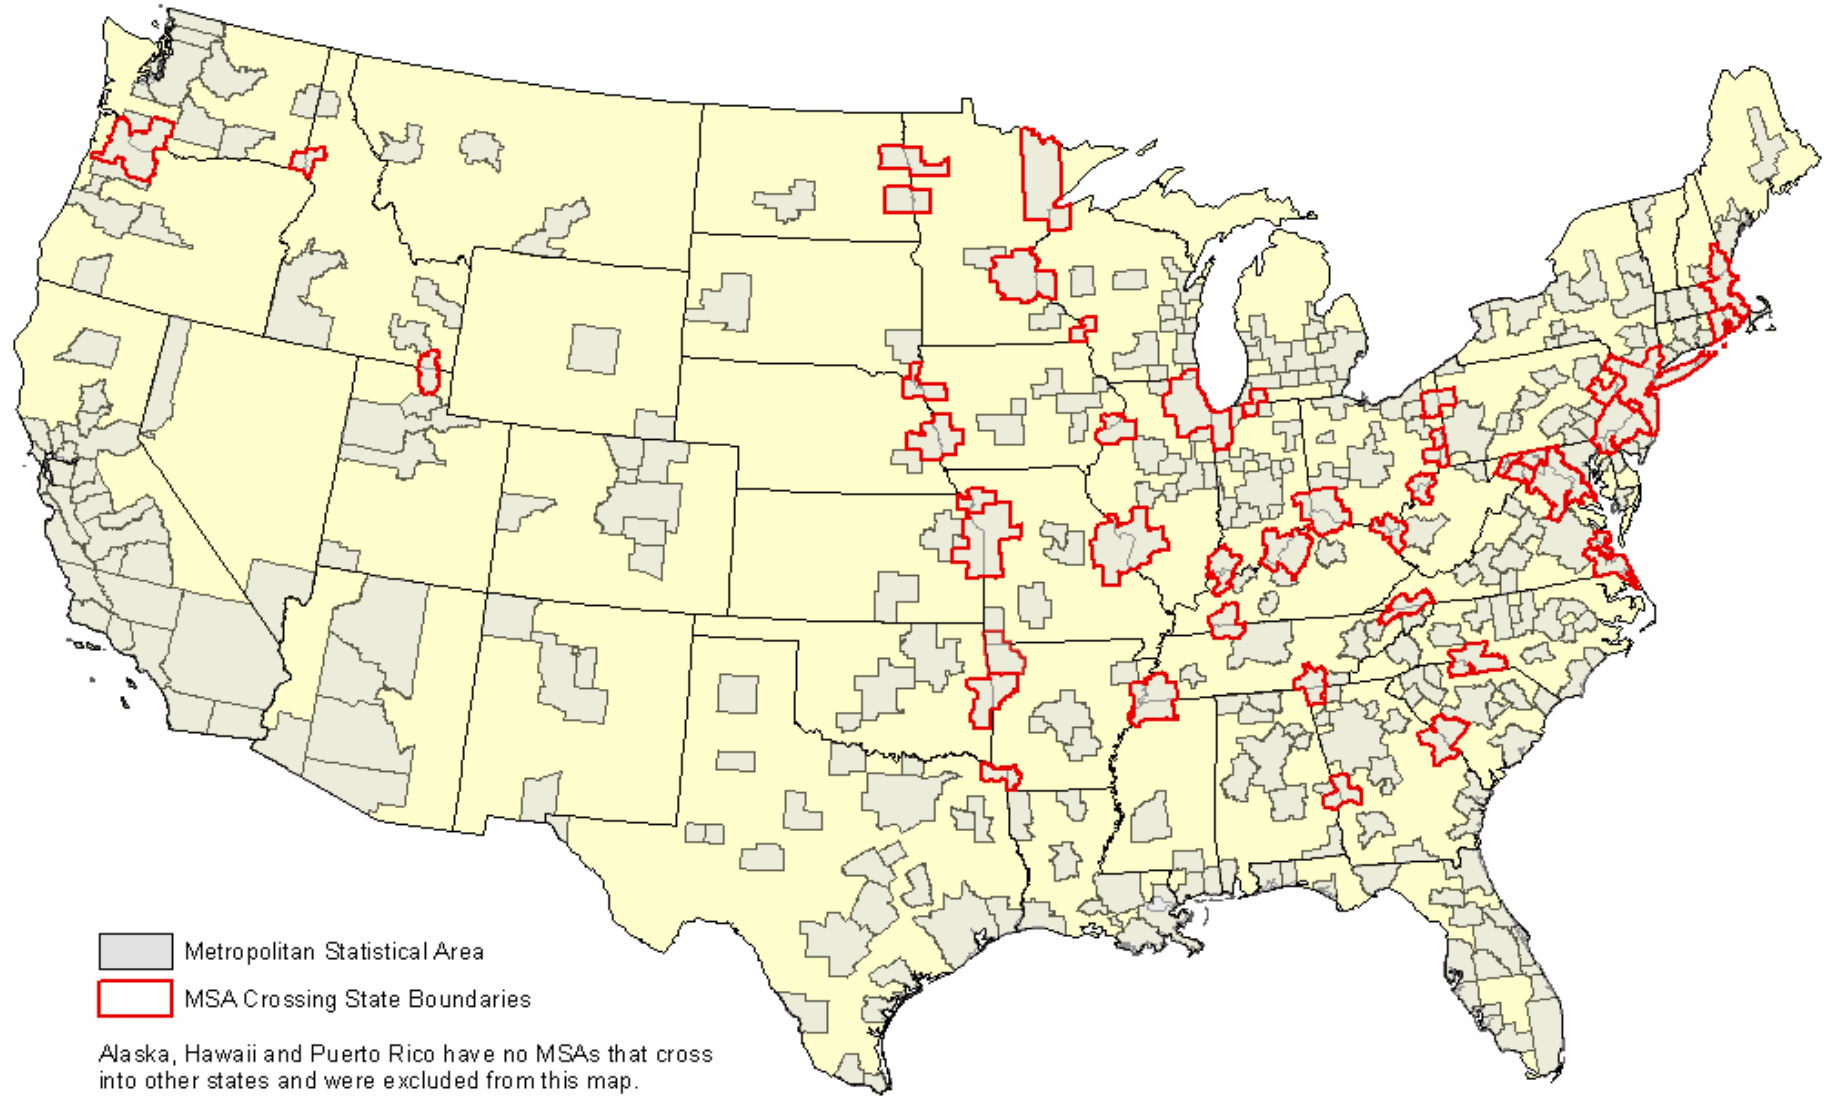 Metropolitan Statistical Area
MSA Crossing State Boundaries
Alaska, Hawaii and Puerto Rico have no MSAs that cross
into other states and were excluded from this map.